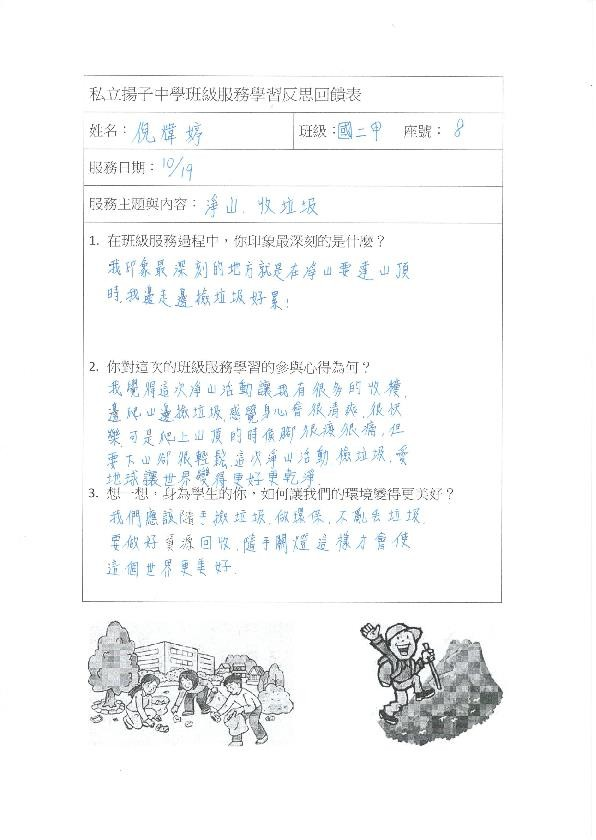 私立揚子中學班級服務學習反思回饋表
姓名：倪煒婷 班級：國二甲 座號：8
服務日期：10/19
服務主題與內容：淨山、收垃圾
1. 在班級服務過程中，你印象最深刻的是什麼？
我印象最深刻的地方就是在淨山要達山頂
時,我邊走邊撿垃圾好累!
2. 你對這次的班級服務學習的參與心得為何？
我覺得這次淨山活動讓我有很多的收穫,
邊爬山邊撿垃圾,感覺身心會很清爽,很快
樂,可是爬上山頂的時候腳很痠很痛,但
要下山卻很輕鬆,這次淨山活動撿垃圾,愛
地球讓世界變得更好更乾淨.
3. 想一想，身為學生的你，如何讓我們的環境變得更美好？
我們應該隨手撿垃圾.做環保.不亂丟垃圾.
要做好資源回收,隨手關燈這樣才會使
這個世界更美好.